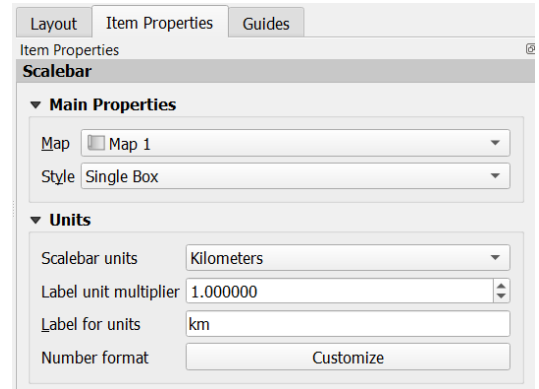 Layout Item Properties Guides
Item Properties
Scalebar
Main Properties
Map Map 1
Style Single Box
Units
Scalebar units Kilometers
Label unit multiplier 1.000000
Label for units km
Number format Customize